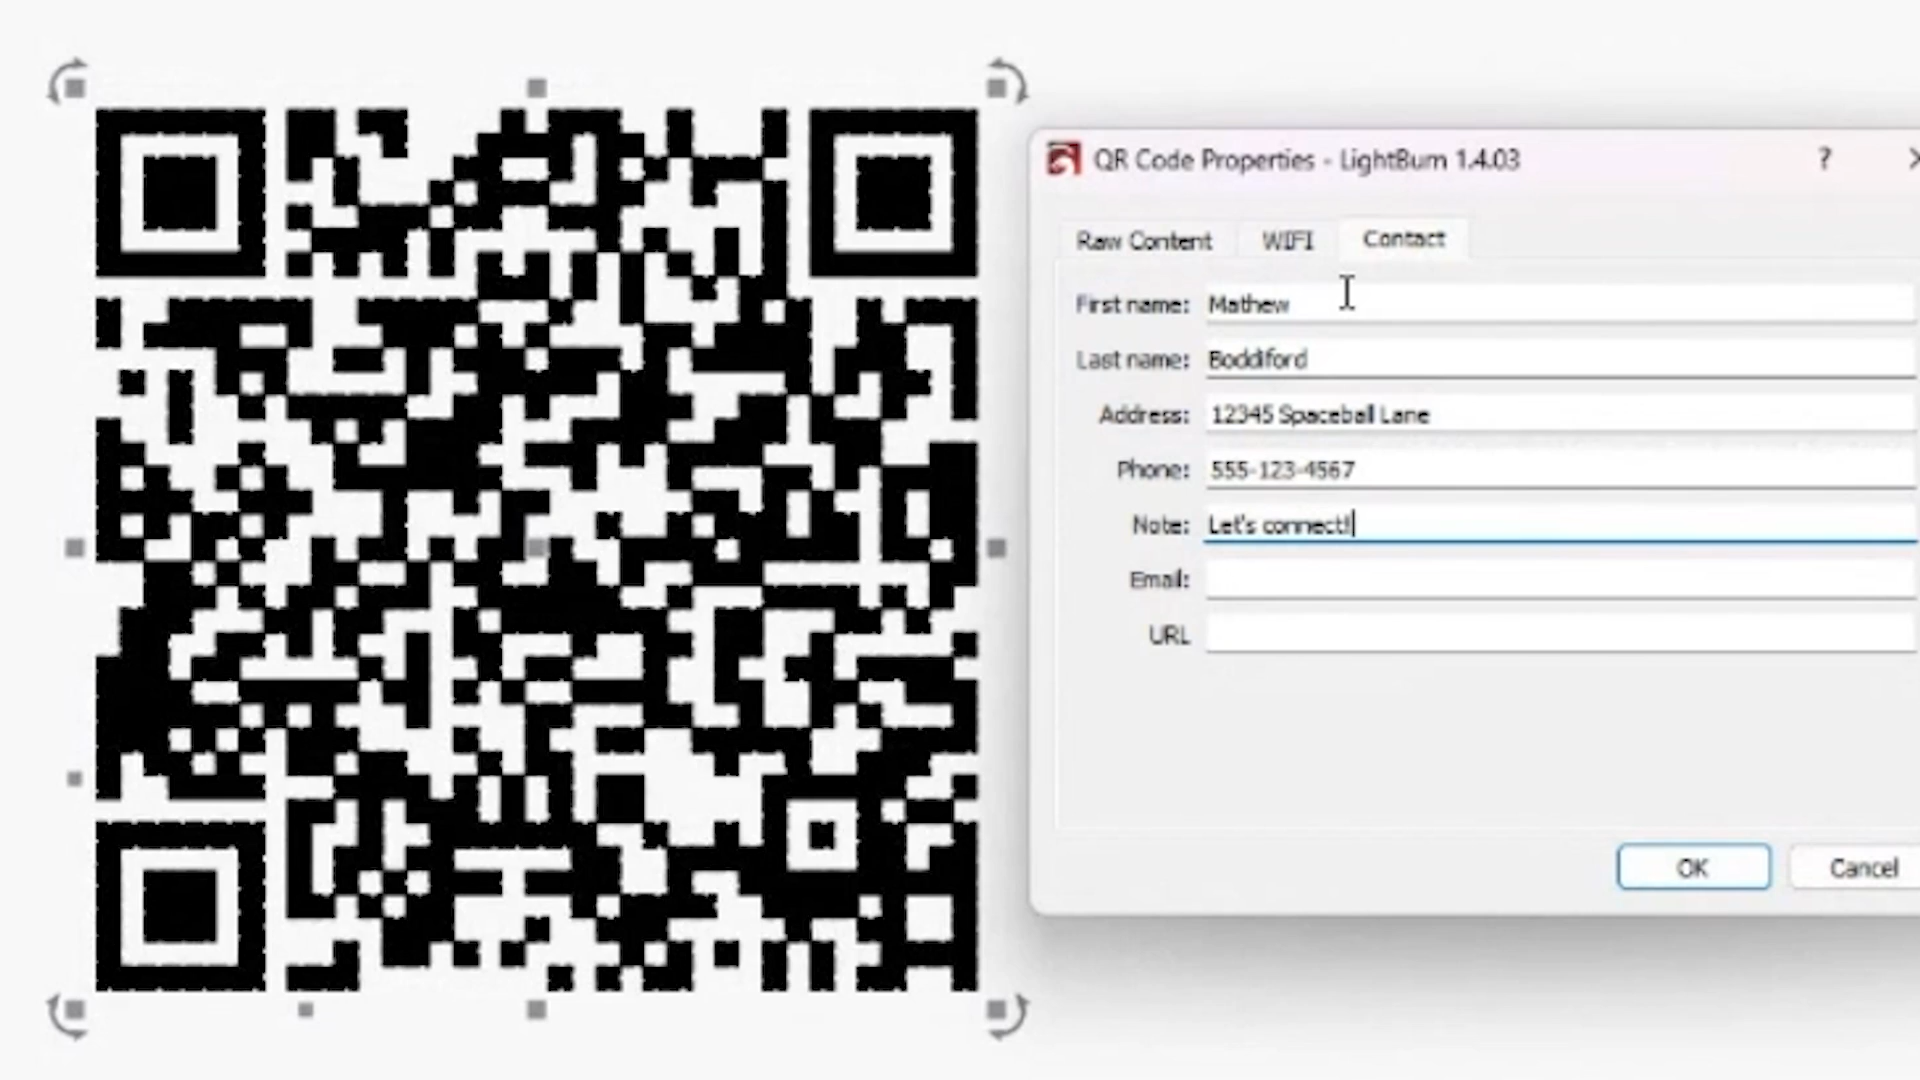 QR Code Properties - LightBurn 1.4.03
?
Raw Content WIFI Contact
First name: Mathew
Last name: Boddiford
Address: 12345 Spaceball Lane
Phone: 555-123-4567
Note: Let's connect!
Email:
URL
OK Cancel